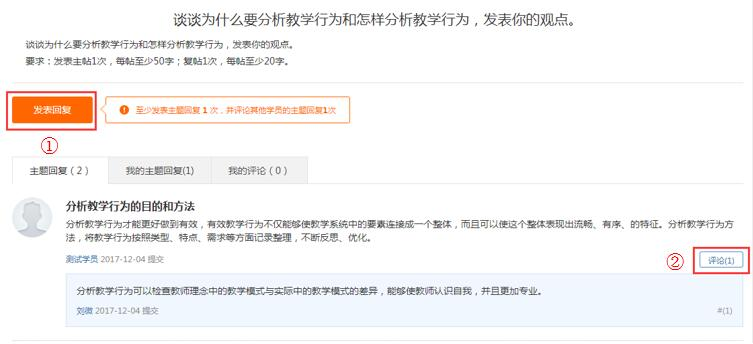 谈谈为什么要分析教学行为和怎样分析教学行为，发表你的观点。
谈谈为什么要分析教学行为和怎样分析教学行为，发表你的观点。
要求：发表主帖1次，每帖至少50字；复帖1次，每帖至少20字。
发表回复
至少发表主题回复 1 次，并评论其他学员的主题回复1次
①
主题回复（2） 我的主题回复(1) 我的评论（0）
分析教学行为的目的和方法
分析教学行为才能更好做到有效，有效教学行为不仅能够使教学系统中的要素连接成一个整体，而且可以使这个整体表现出流畅、有序、的特征。分析教学行为方
法，将教学行为按照类型、特点、需求等方面记录整理，不断反思、优化。
测试学员 2017-12-04 提交
② 评论(1)
分析教学行为可以检查教师理念中的教学模式与实际中的教学模式的差异，能够使教师认识自我，并且更加专业。
刘微 2017-12-04 提交 #(1)